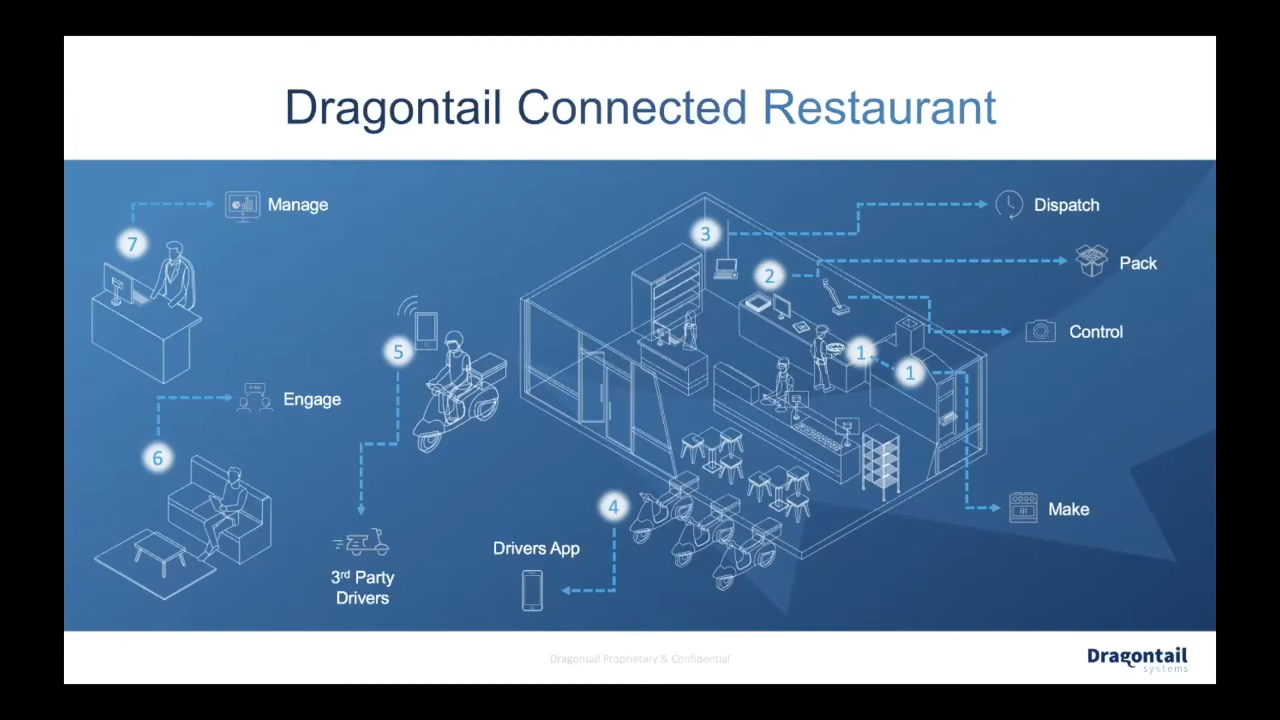 Dragontail Connected Restaurant
Manage
7
Engage
6
5
3rd Party
Drivers
Drivers App
4
3
2
1
1
Dispatch
Pack
Control
Make
Dragontail Proprietary & Confidential
Dragontail
systems